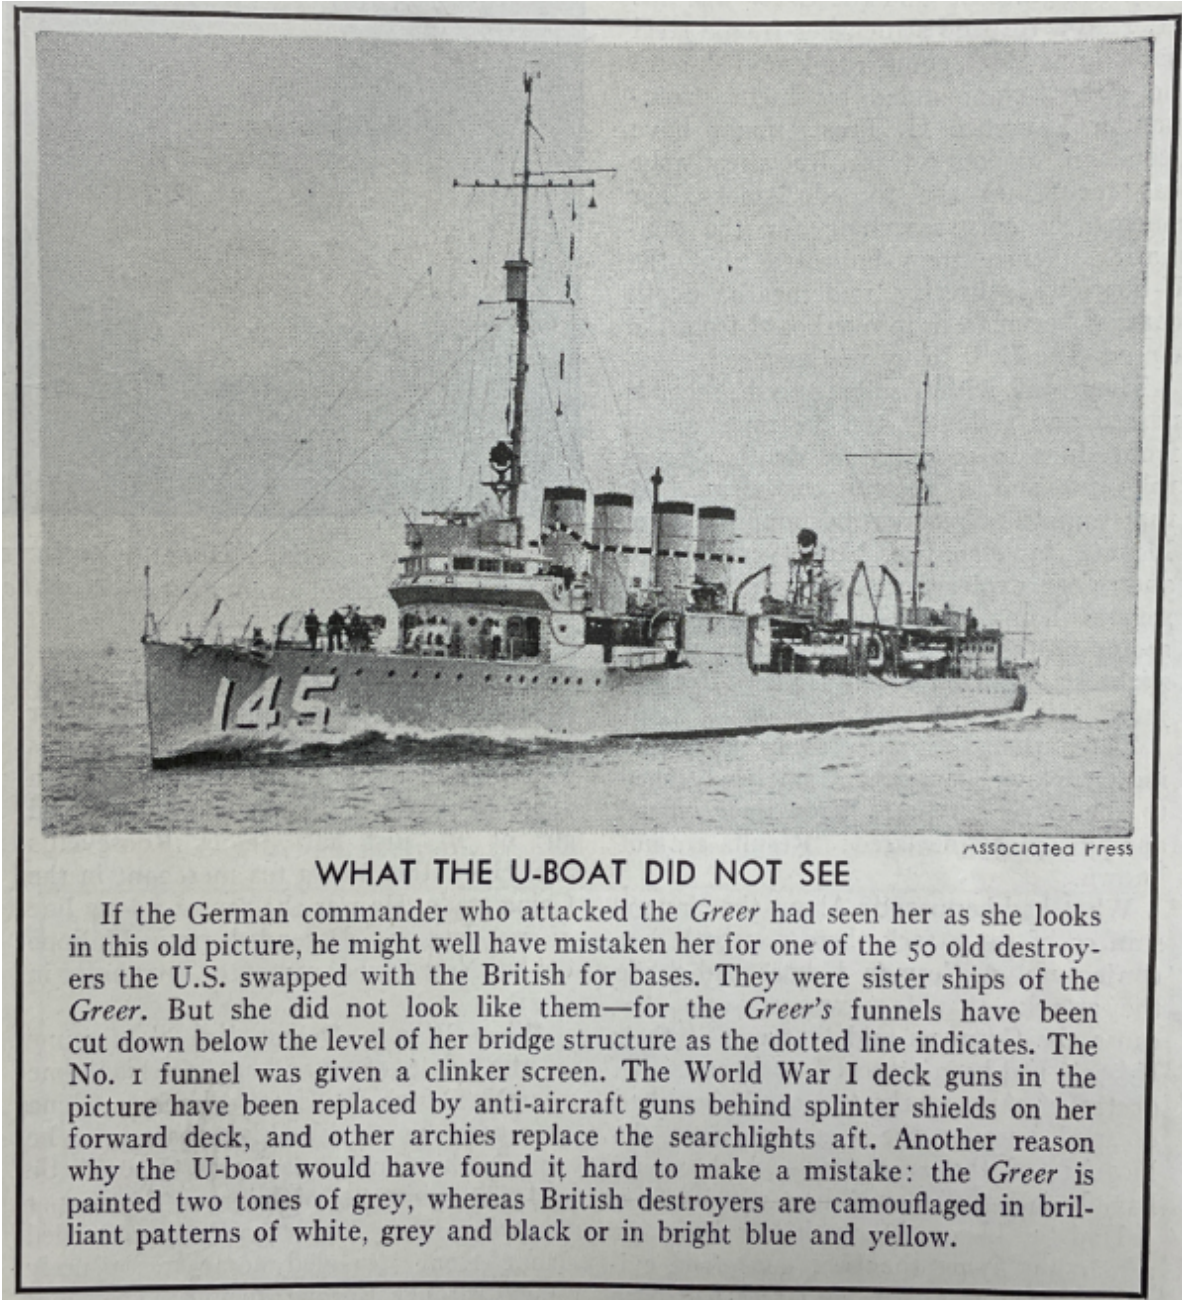 145
Associated Press
WHAT THE U-BOAT DID NOT SEE
If the German commander who attacked the Greer had seen her as she looks
in this old picture, he might well have mistaken her for one of the 50 old destroy-
ers the U.S. swapped with the British for bases. They were sister ships of the
Greer. But she did not look like them—for the Greer's funnels have been
cut down below the level of her bridge structure as the dotted line indicates. The
No. 1 funnel was given a clinker screen. The World War I deck guns in the
picture have been replaced by anti-aircraft guns behind splinter shields on her
forward deck, and other archies replace the searchlights aft. Another reason
why the U-boat would have found it hard to make a mistake: the Greer is
painted two tones of grey, whereas British destroyers are camouflaged in bril-
liant patterns of white, grey and black or in bright blue and yellow.